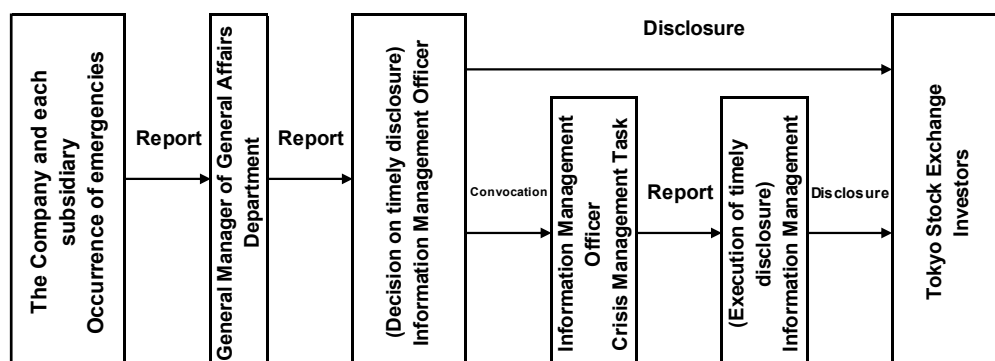 The Company and each
subsidiary
Occurrence of emergencies
Report
General Manager of General Affairs
Department
Report
(Decision on timely disclosure)
Information Management Officer
Disclosure
Convocation
Information Management
Officer
Crisis Management Task
Report
(Execution of timely
disclosure)
Information Management
Disclosure
Tokyo Stock Exchange
Investors